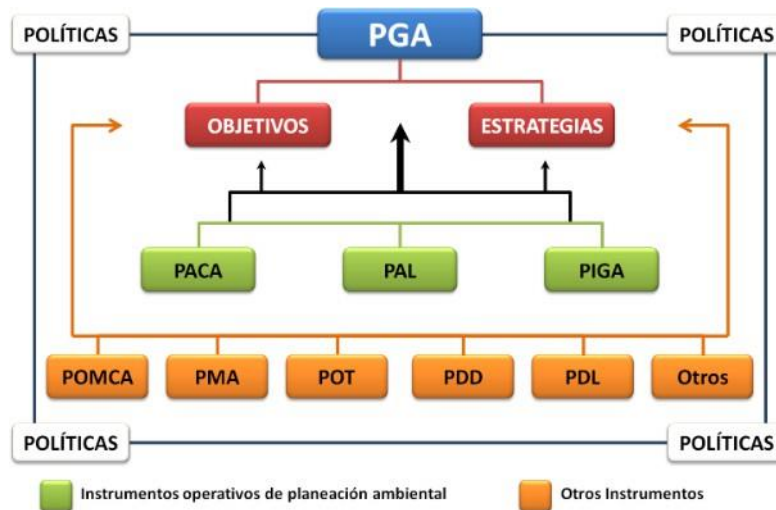 POLÍTICAS
PGA
POLÍTICAS
OBJETIVOS
ESTRATEGIAS
PACA
PAL
PIGA
POMCA
PMA
POT
PDD
PDL
Otros
POLÍTICAS
POLÍTICAS
Instrumentos operativos de planeación ambiental
Otros Instrumentos